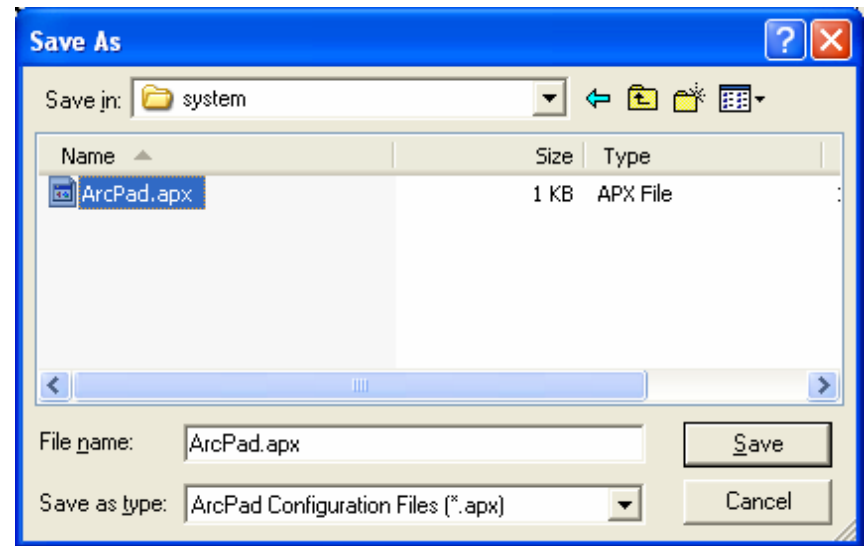 Save As
Save in: system
Name Size Type
ArcPad.apx 1 KB APX File
File name: ArcPad.apx Save
Save as type: ArcPad Configuration Files (*.apx) Cancel